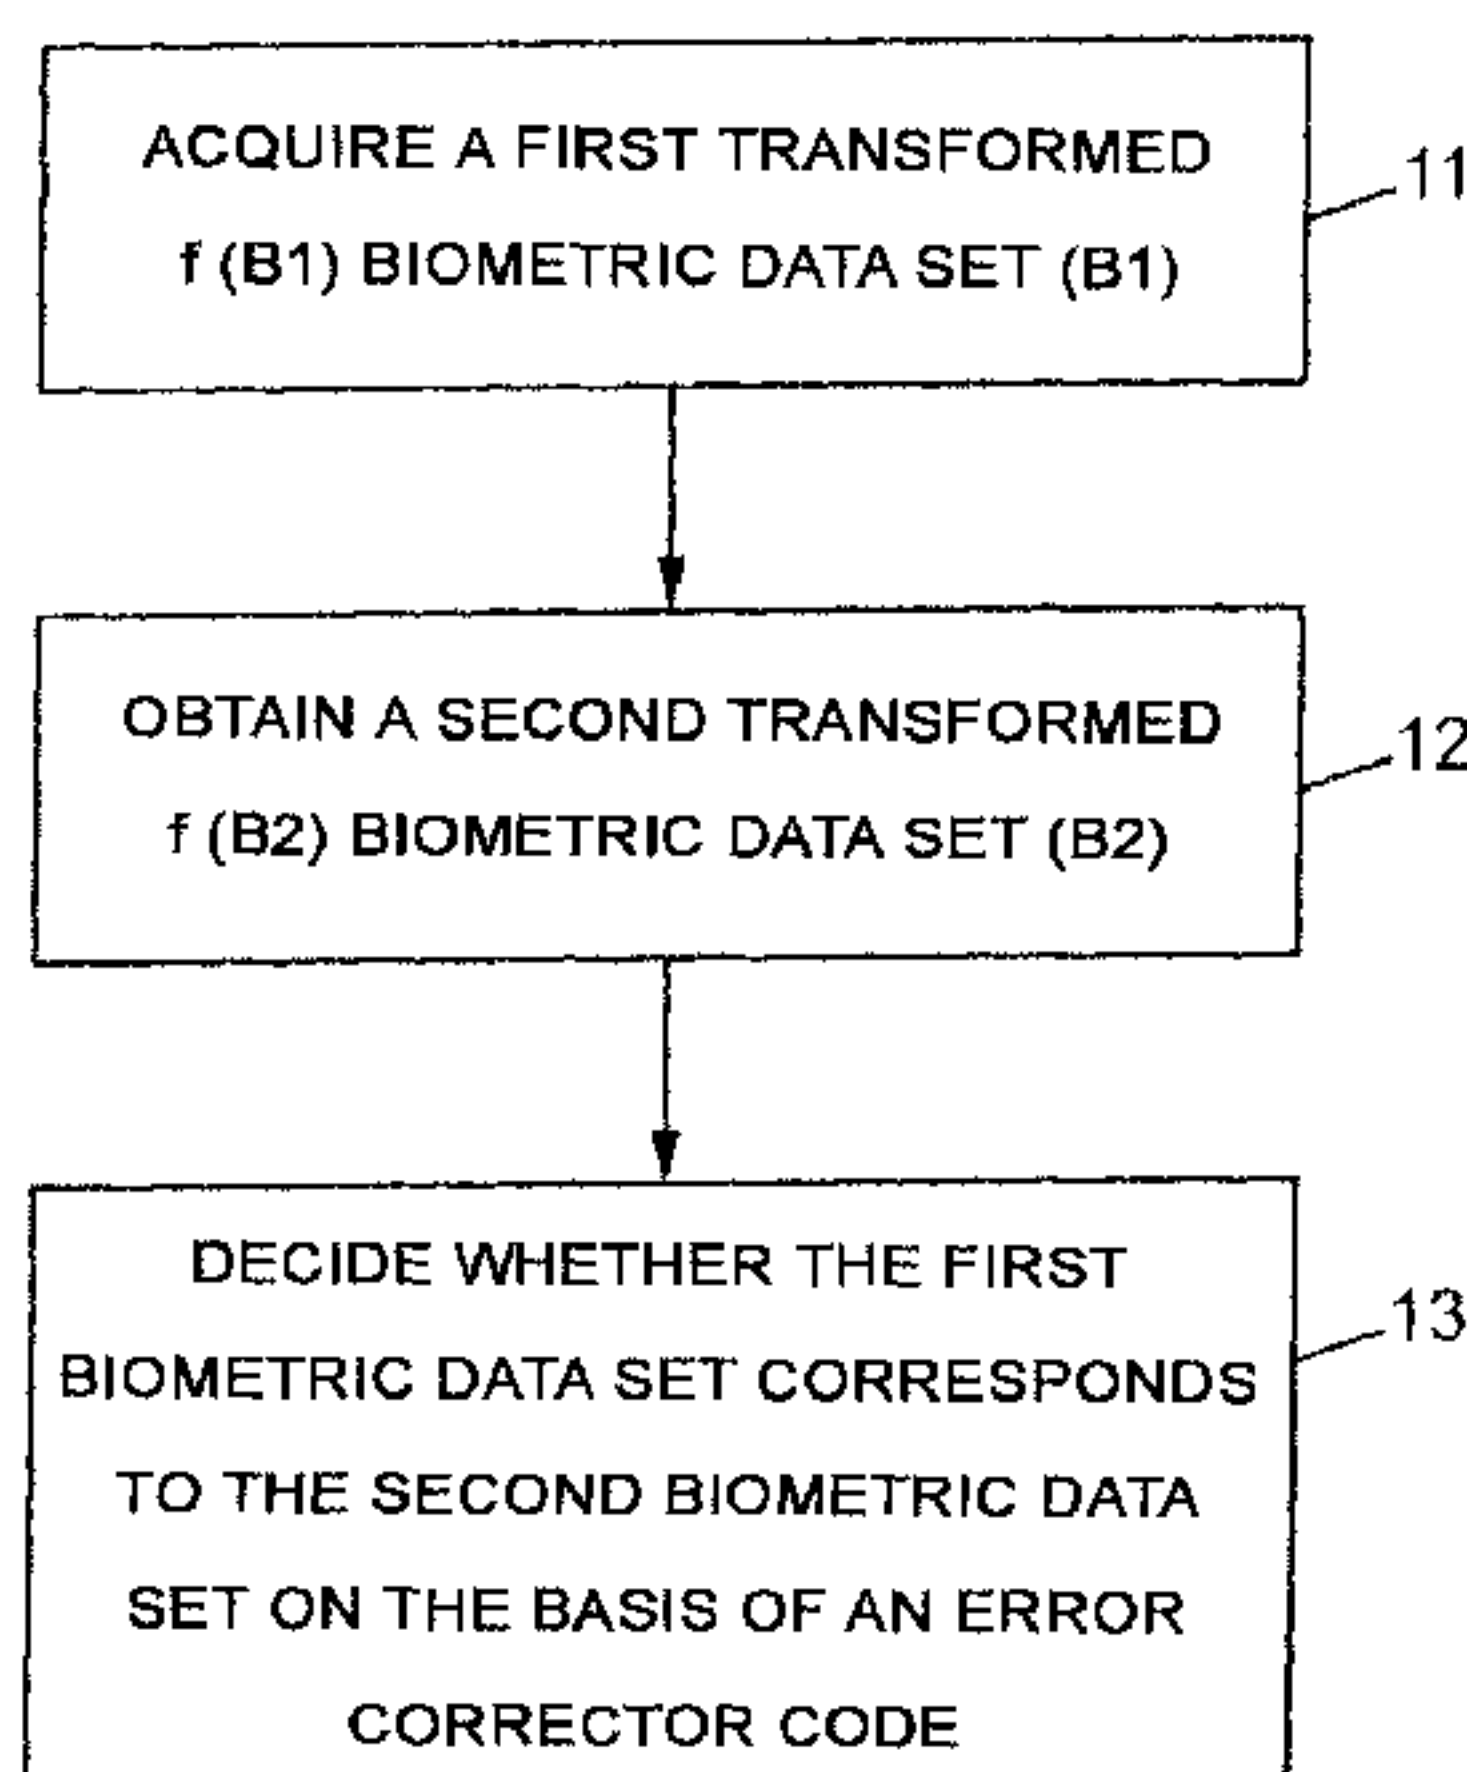 ACQUIRE A FIRST TRANSFORMED
f (B1) BIOMETRIC DATA SET (B1)
11
OBTAIN A SECOND TRANSFORMED
f (B2) BIOMETRIC DATA SET (B2)
12
DECIDE WHETHER THE FIRST
BIOMETRIC DATA SET CORRESPONDS
TO THE SECOND BIOMETRIC DATA
SET ON THE BASIS OF AN ERROR
CORRECTOR CODE
13